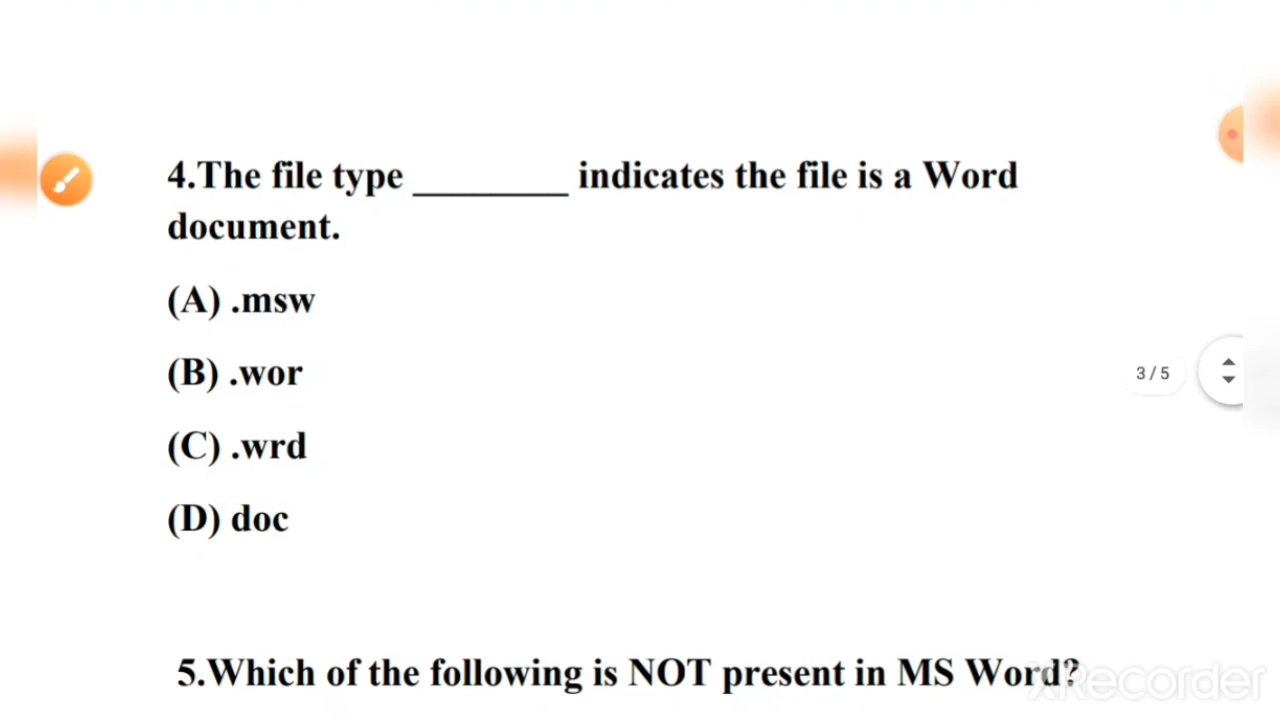 4.The file type ________ indicates the file is a Word
document.
(A) .msw
(B) .wor
3 / 5
(C) .wrd
(D) doc
5.Which of the following is NOT present in MS Word?
XRecorder